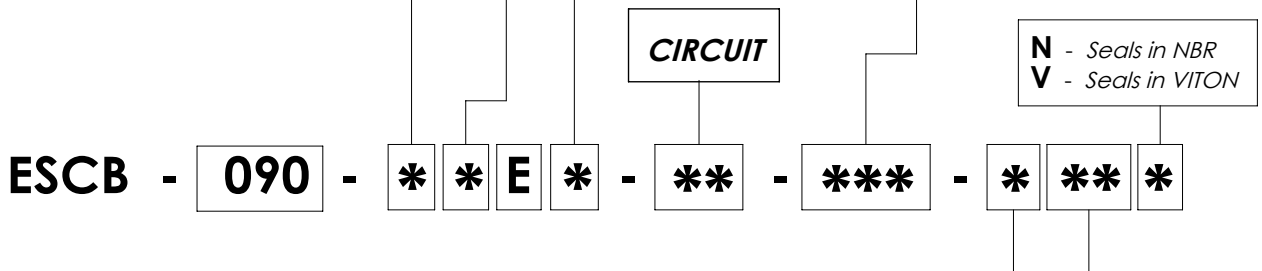 CIRCUIT
N - Seals in NBR
V - Seals in VITON
ESCB - 090 - * * E * - ** - *** - * ** *